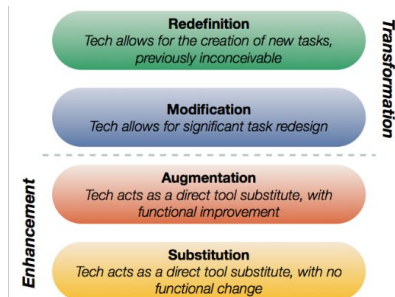 Redefinition
Tech allows for the creation of new tasks,
previously inconceivable
Modification
Tech allows for significant task redesign
Transformation
Augmentation
Tech acts as a direct tool substitute, with
functional improvement
Substitution
Tech acts as a direct tool substitute, with no
functional change
Enhancement